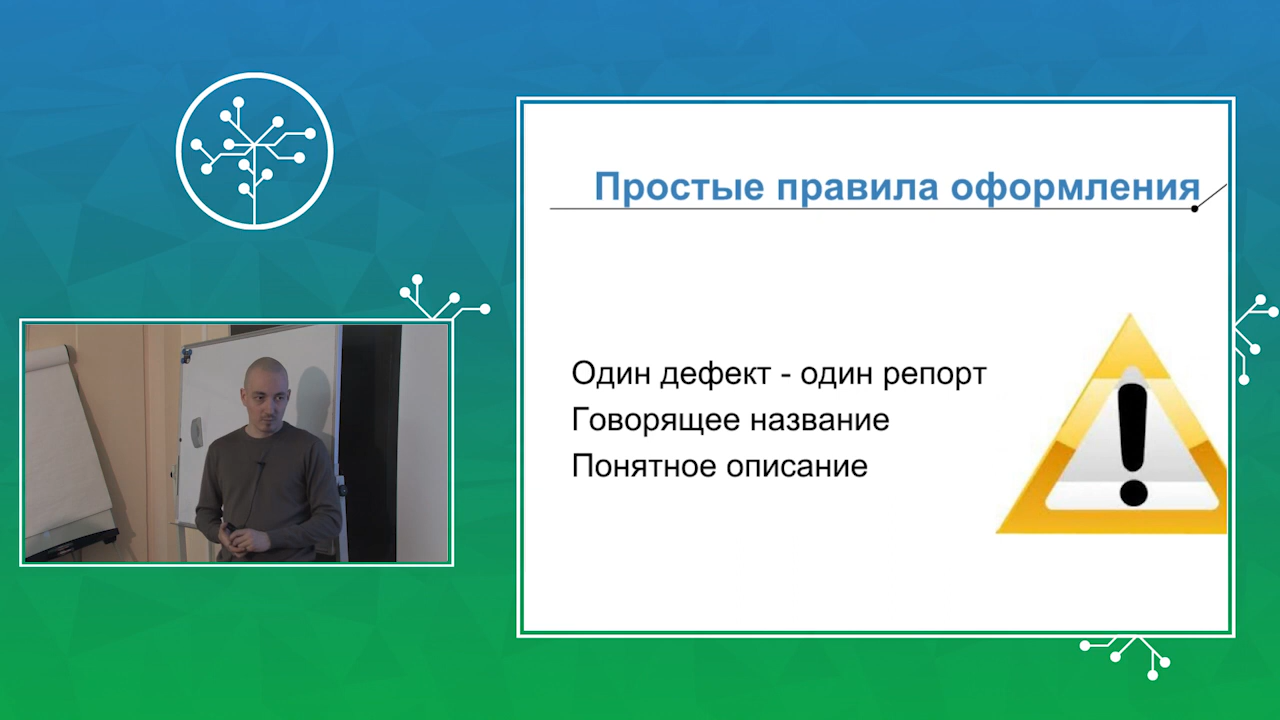 Простые правила оформления
Один дефект - один репорт
Говорящее название
Понятное описание